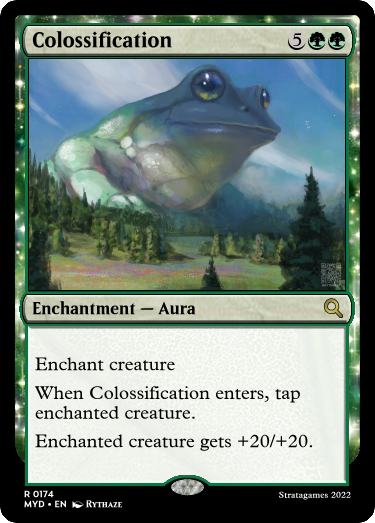 Colossification 5
Enchantment — Aura
Enchant creature
When Colossification enters, tap
enchanted creature.
Enchanted creature gets +20/+20.
R 0174
MYD • EN RYTHAZE
Stratagames 2022